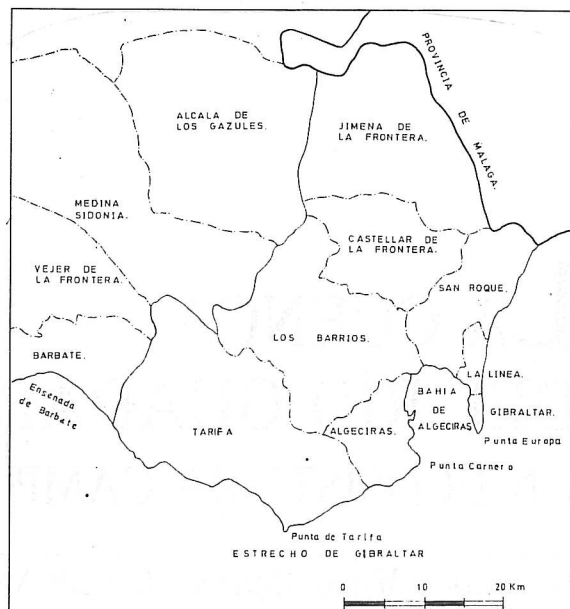 PROVINCIA DE MALAGA.
ALCALA DE
LOS GAZULES.
JIMENA DE
LA FRONTERA.
MEDINA
SIDONIA.
CASTELLAR DE
LA FRONTERA.
VEJER DE
LA FRONTERA.
SAN ROQUE.
LOS BARRIOS.
BARBATE.
LA LINEA.
Ensenada
de Barbate
BAHIA
DE
ALGECIRAS
GIBRALTAR.
TARIFA
ALGECIRAS.
Punta Europa
Punta Carnero
Punta de Tarifa
ESTRECHO DE GIBRALTAR
0 10 20 Km